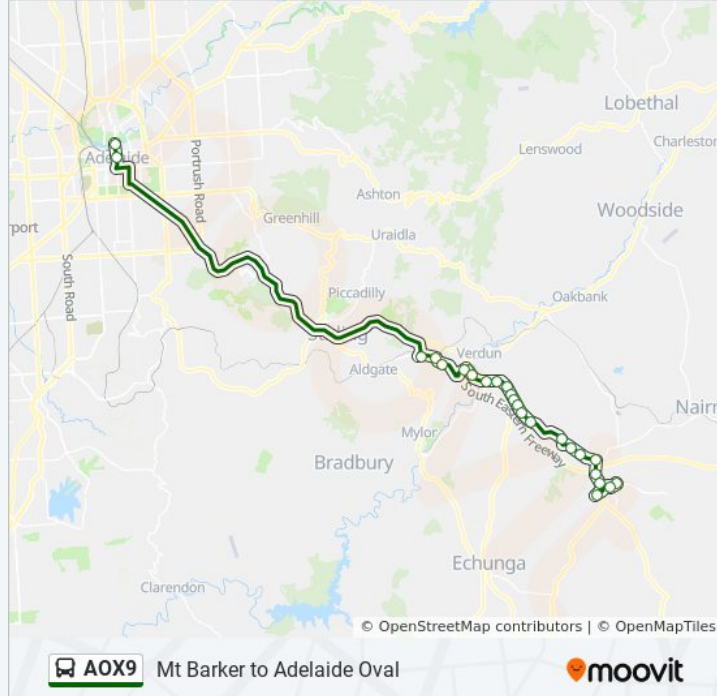 Lobethal
Charleston
Lenswood
Adelaide
Portrush Road
Ashton
Woodside
Greenhill
port
Uraidla
South Road
Piccadilly
Oakbank
Verdun
Aldgate
South Eastern Freeway
Nairn
Mylor
Bradbury
Echunga
Clarendon
© OpenStreetMap contributors | © OpenMapTiles
AOX9 Mt Barker to Adelaide Oval moovit